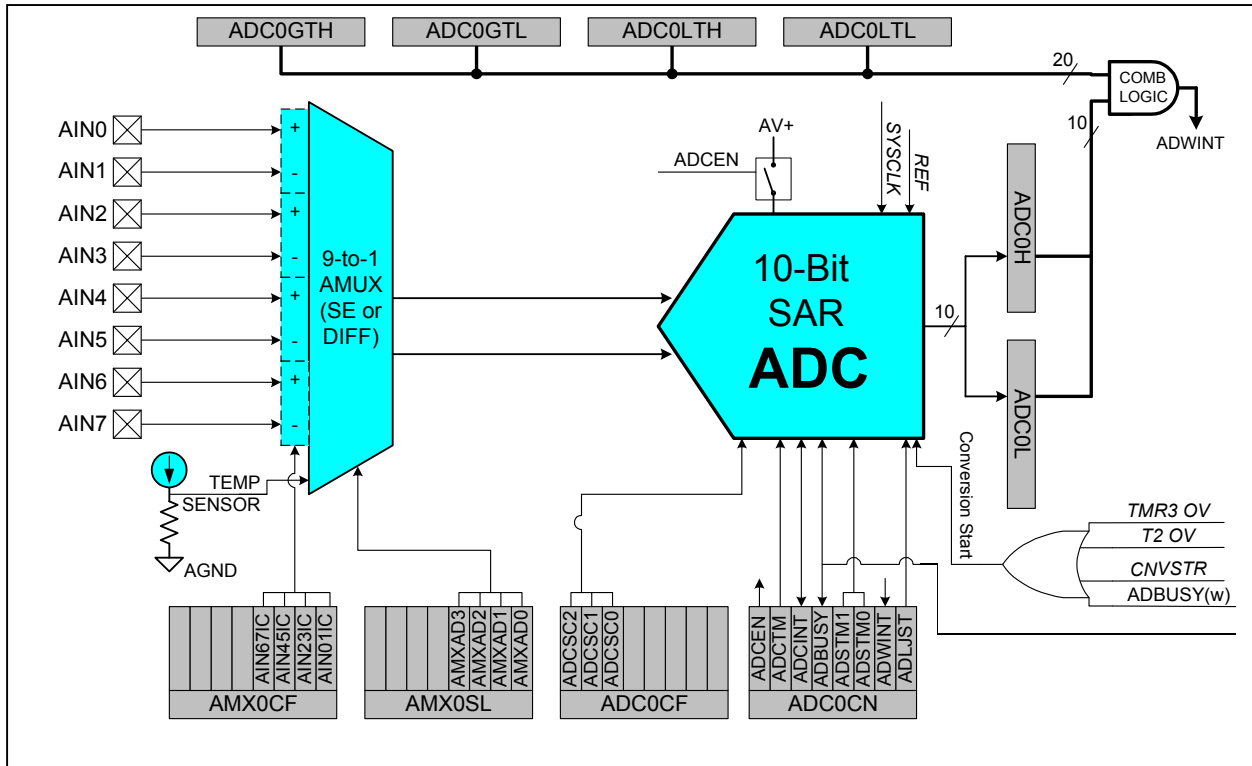 ADC0GTH
ADC0GTL
ADC0LTH
ADC0LTL
20
COMB
LOGIC
10
ADWINT
AIN0
AIN1
AIN2
AIN3
AIN4
AIN5
AIN6
AIN7
+
-
+
-
+
-
+
-
9-to-1
AMUX
(SE or
DIFF)
AV+
ADCEN
SYSCLK
REF
10-Bit
SAR
ADC
10
ADC0H
ADC0L
TEMP
SENSOR
AGND
Conversion Start
TMR3 OV
T2 OV
CNVSTR
ADBUSY(w)
AIN67IC
AIN45IC
AIN23IC
AIN01IC
AMX0CF
AMXAD3
AMXAD2
AMXAD1
AMXAD0
AMX0SL
ADCSC2
ADCSC1
ADCSC0
ADC0CF
ADCEN
ADCTM
ADCINT
ADBUSY
ADSTM1
ADSTM0
ADWINT
ADLJST
ADC0CN